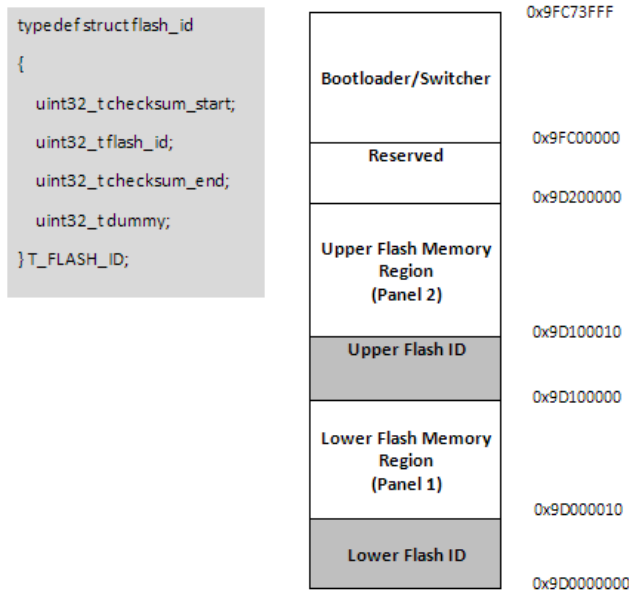 typedef struct flash_id
{
uint32_t checksum_start;
uint32_t flash_id;
uint32_t checksum_end;
uint32_t dummy;
} T_FLASH_ID;
0x9FC73FFF
Bootloader/Switcher
0x9FC00000
Reserved
0x9D200000
Upper Flash Memory
Region
(Panel 2)
0x9D100010
Upper Flash ID
0x9D100000
Lower Flash Memory
Region
(Panel 1)
0x9D000010
Lower Flash ID
0x9D0000000